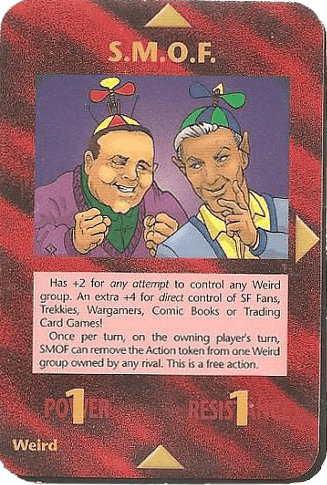 S.M.O.F.
Has +2 for any attempt to control any Weird
group. An extra +4 for direct control of SF Fans,
Trekkies, Wargamers, Comic Books or Trading
Card Games!
Once per turn, on the owning player's turn,
SMOF can remove the Action token from one Weird
group owned by any rival. This is a free action.
POWER 1 RESISTANCE 1
Weird